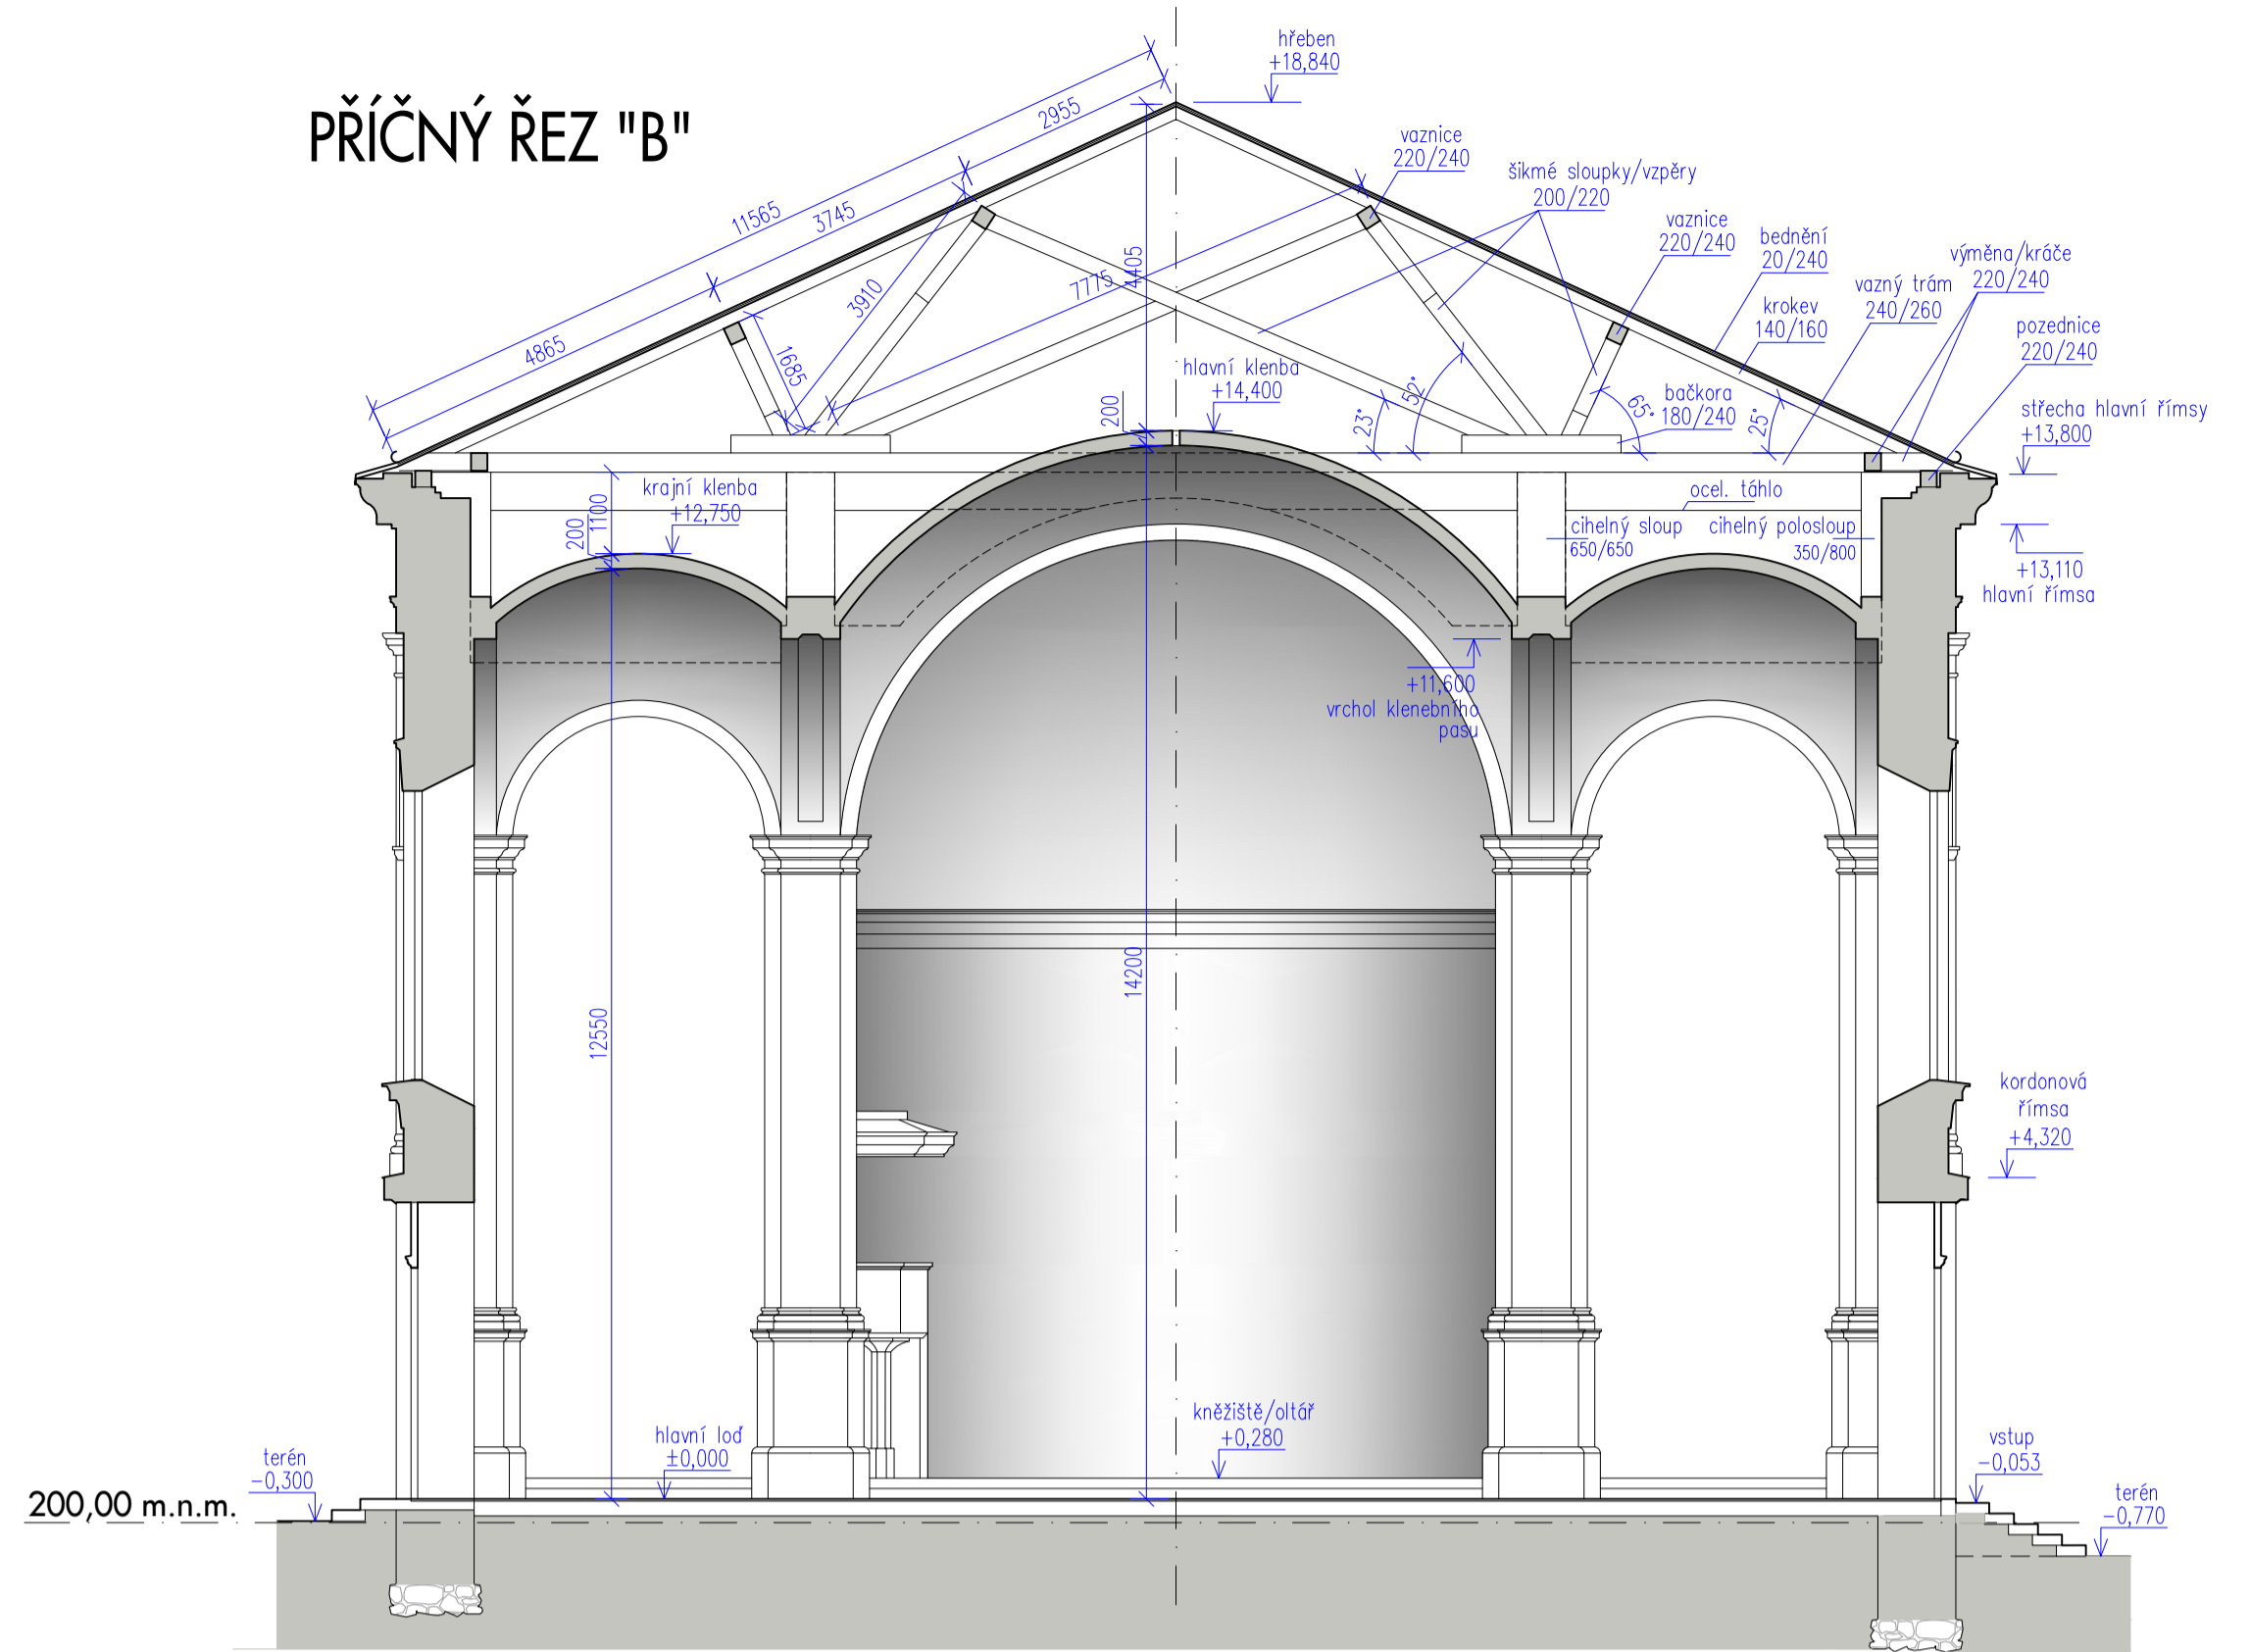 PŘÍČNÝ ŘEZ "B"
hřeben
+18,840
2955
11565
3745
4865
3910
1685
7775
4405
vaznice
220/240
šikmé sloupky/vzpěry
200/220
vaznice
220/240
bednění
20/240
výměna/kráče
220/240
vazný trám
240/260
krokev
140/160
pozednice
220/240
hlavní klenba
+14,400
200
23°
52°
65°
bačkora
180/240
25°
střecha hlavní římsy
+13,800
krajní klenba
+12,750
1100
200
ocel. táhlo
cihelný sloup
650/650
cihelný polosloup
350/800
+13,110
hlavní římsa
+11,600
vrchol klenebního
pasu
14200
12550
kordonová
římsa
+4,320
kněžiště/oltář
+0,280
hlavní loď
±0,000
terén
-0,300
vstup
-0,053
terén
-0,770
200,00 m.n.m.